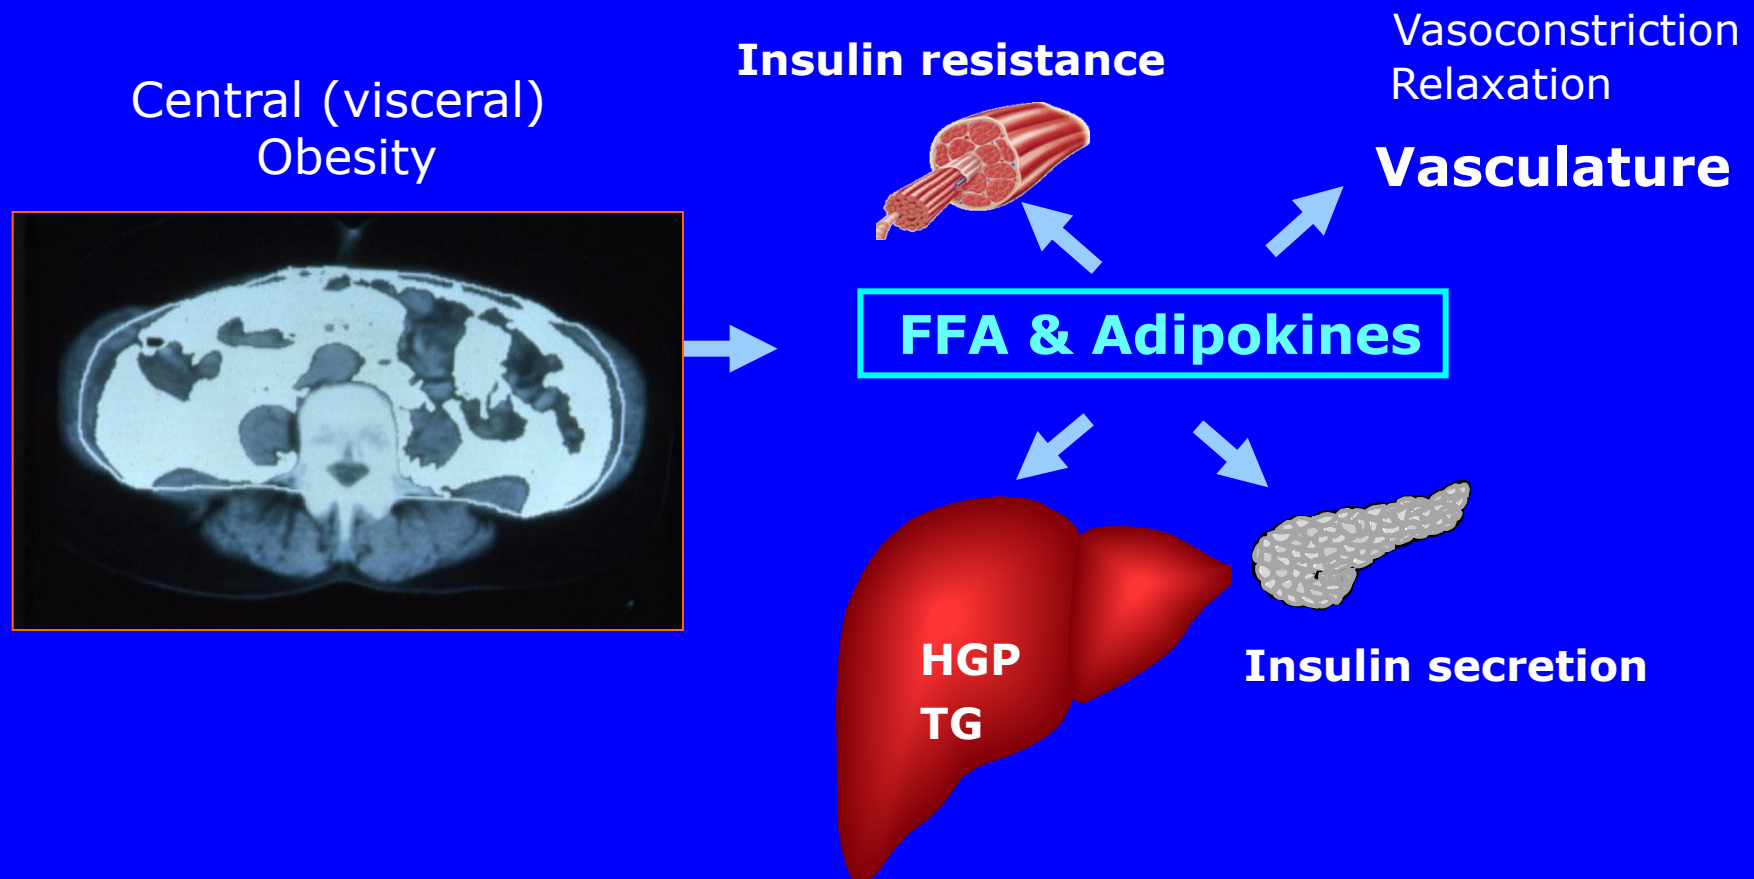 Central (visceral)
Obesity
Insulin resistance
Vasoconstriction
Relaxation
Vasculature
FFA & Adipokines
HGP
TG
Insulin secretion